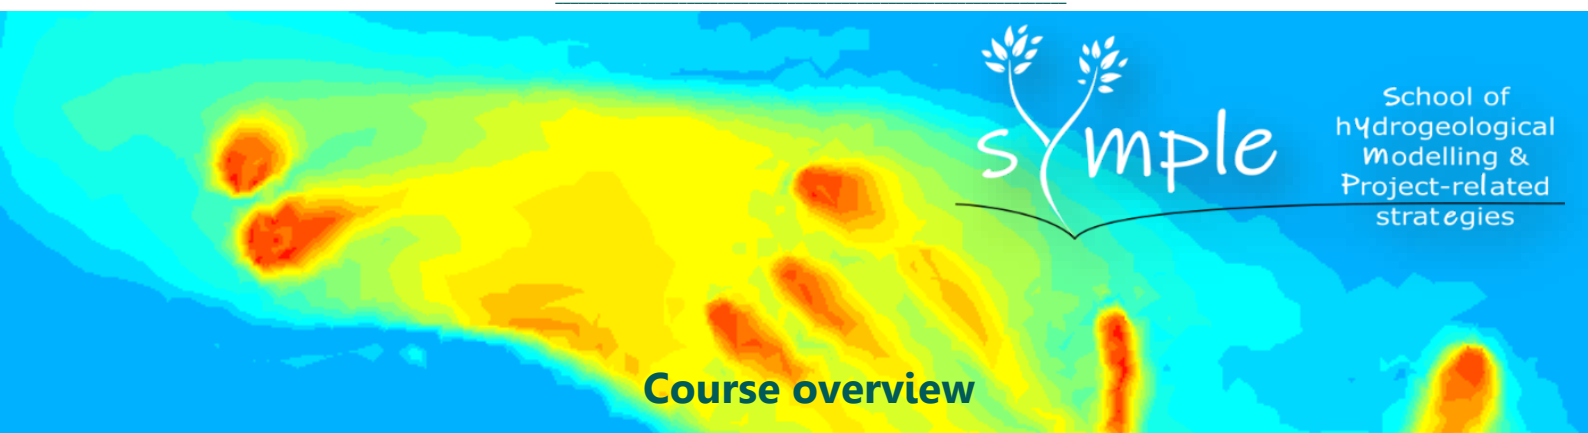 sYmple
School of
hYdrogeological
Modelling &
Project-related
strategies
Course overview